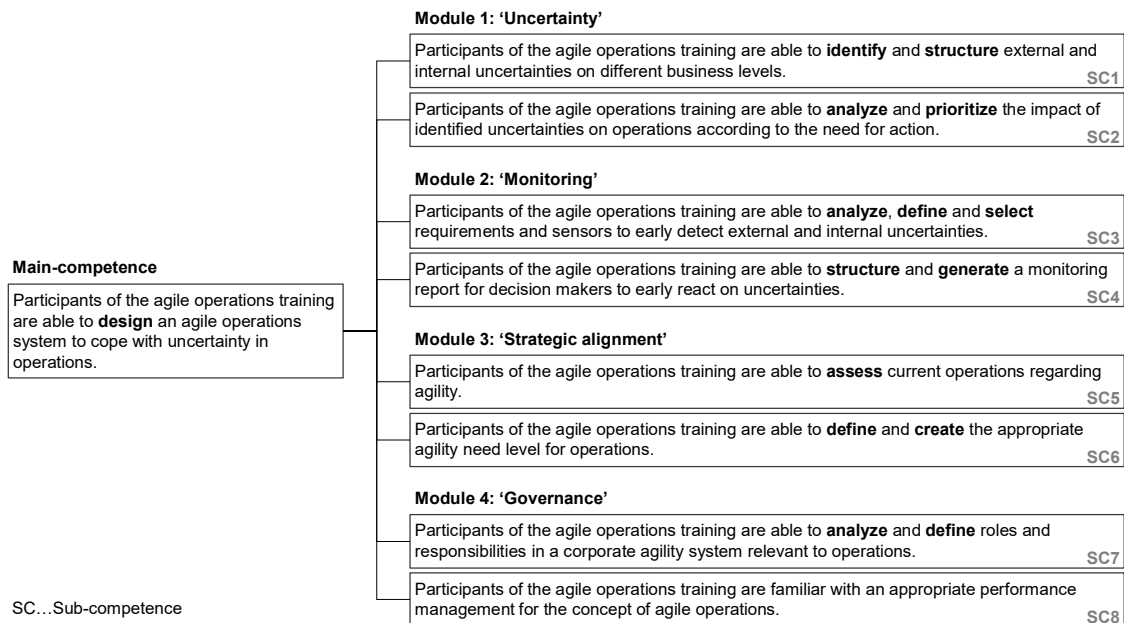 Module 1: ‘Uncertainty’
Participants of the agile operations training are able to identify and structure external and
internal uncertainties on different business levels.
SC1
Participants of the agile operations training are able to analyze and prioritize the impact of
identified uncertainties on operations according to the need for action.
SC2
Module 2: ‘Monitoring’
Participants of the agile operations training are able to analyze, define and select
requirements and sensors to early detect external and internal uncertainties.
SC3
Main-competence
Participants of the agile operations training
are able to design an agile operations
system to cope with uncertainty in
operations.
Participants of the agile operations training are able to structure and generate a monitoring
report for decision makers to early react on uncertainties.
SC4
Module 3: ‘Strategic alignment’
Participants of the agile operations training are able to assess current operations regarding
agility.
SC5
Participants of the agile operations training are able to define and create the appropriate
agility need level for operations.
SC6
Module 4: ‘Governance’
Participants of the agile operations training are able to analyze and define roles and
responsibilities in a corporate agility system relevant to operations.
SC7
Participants of the agile operations training are familiar with an appropriate performance
management for the concept of agile operations.
SC8
SC…Sub-competence